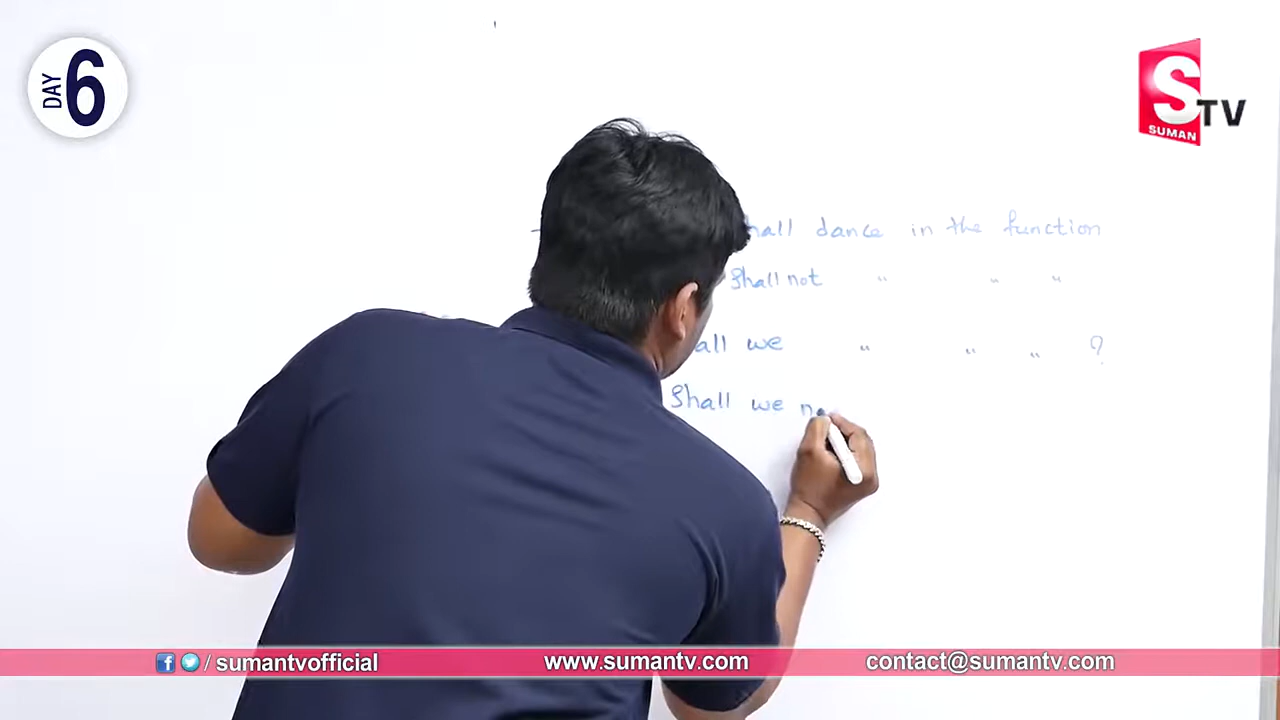 DAY 6
S TV
SUMAN
hall dance in the function
Shall not " " "
all we " " " ?
Shall we n
/ sumantvofficial
www.sumantv.com
contact@sumantv.com